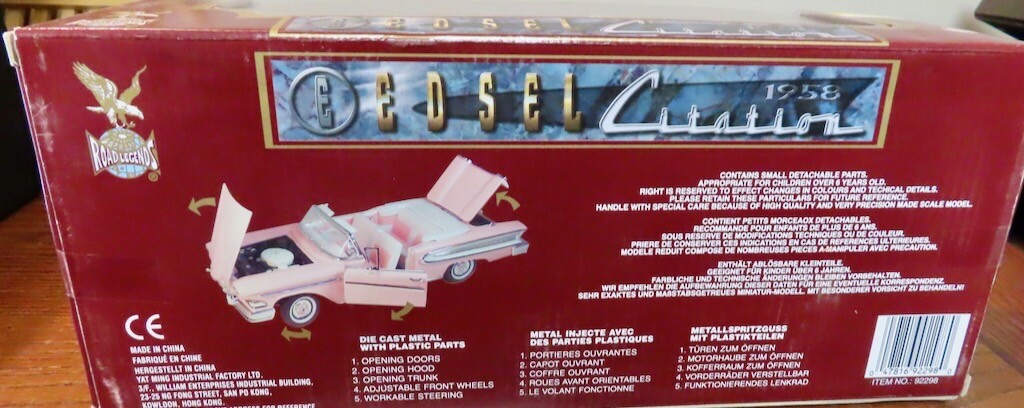 EDSEL Citation
E EDSEL Citation 1958
ROAD LEGENDS ®
CONTAINS SMALL DETACHABLE PARTS.
APPROPRIATE FOR CHILDREN OVER 6 YEARS OLD.
RIGHT IS RESERVED TO EFFECT CHANGES IN COLOURS AND TECHICAL DETAILS.
PLEASE RETAIN THESE PARTICULARS FOR FUTURE REFERENCE.
HANDLE WITH SPECIAL CARE BECAUSE OF HIGH QUALITY AND VERY PRECISION MADE SCALE MODEL.
CONTIENT PETITS MORCEAOX DETACHABLES.
RECOMMANDE POUR ENFANTS DE PLUS DE 6 ANS.
SOUS RESERVE DE MODIFICATIONS TECHNIQUES OU DE COULEUR.
PRIERE DE CONSERVER CES INDICATIONS EN CAS DE REFERENCES ULTERIEURES.
MODELE REDUIT COMPOSE DE NOMBREUSES PIECES A-MANIPULER AVEC PRECAUTION.
ENTHÄLT ABLÖSBARE KLEINTEILE.
GEEIGNET FÜR KINDER ÜBER 6 JAHREN.
FARBLICHE UND TECHNISCHE ÄNDERUNGEN BLEIBEN VORBEHALTEN.
WIR EMPFEHLEN DIE AUFBEWAHRUNG DIESER DATEN FÜR EINE EVENTUELLE KORRESPONDENZ.
SEHR EXAKTES UND MAßSTABSGETREUES MINIATUR-MODELL. MIT BESONDERER VORSICHT ZU BEHANDELN!
CE
MADE IN CHINA
FABRIQUÉ EN CHINE
HERGESTELLT IN CHINA
YAT MING INDUSTRIAL FACTORY LTD.
3/F., WILLIAM ENTERPRISES INDUSTRIAL BUILDING,
23-25 NG FONG STREET, SAN PO KONG,
KOWLOON, HONG KONG.
ADDRESS FOR REFERENCE
DIE CAST METAL
WITH PLASTIC PARTS
1. OPENING DOORS
2. OPENING HOOD
3. OPENING TRUNK
4. ADJUSTABLE FRONT WHEELS
5. WORKABLE STEERING
METAL INJECTE AVEC
DES PARTIES PLASTIQUES
1. PORTIERES OUVRANTES
2. CAPOT OUVRANT
3. COFFRE OUVRANT
4. ROUES AVANT ORIENTABLES
5. LE VOLANT FONCTIONNE
METALLSPRITZGUSS
MIT PLASTIKTEILEN
1. TÜREN ZUM ÖFFNEN
2. MOTORHAUBE ZUM ÖFFNEN
3. KOFFERRAUM ZUM ÖFFNEN
4. VORDERRÄDER VERSTELLBAR
5. FUNKTIONIERENDES LENKRAD
0 47816 92298 0
ITEM NO.: 92298